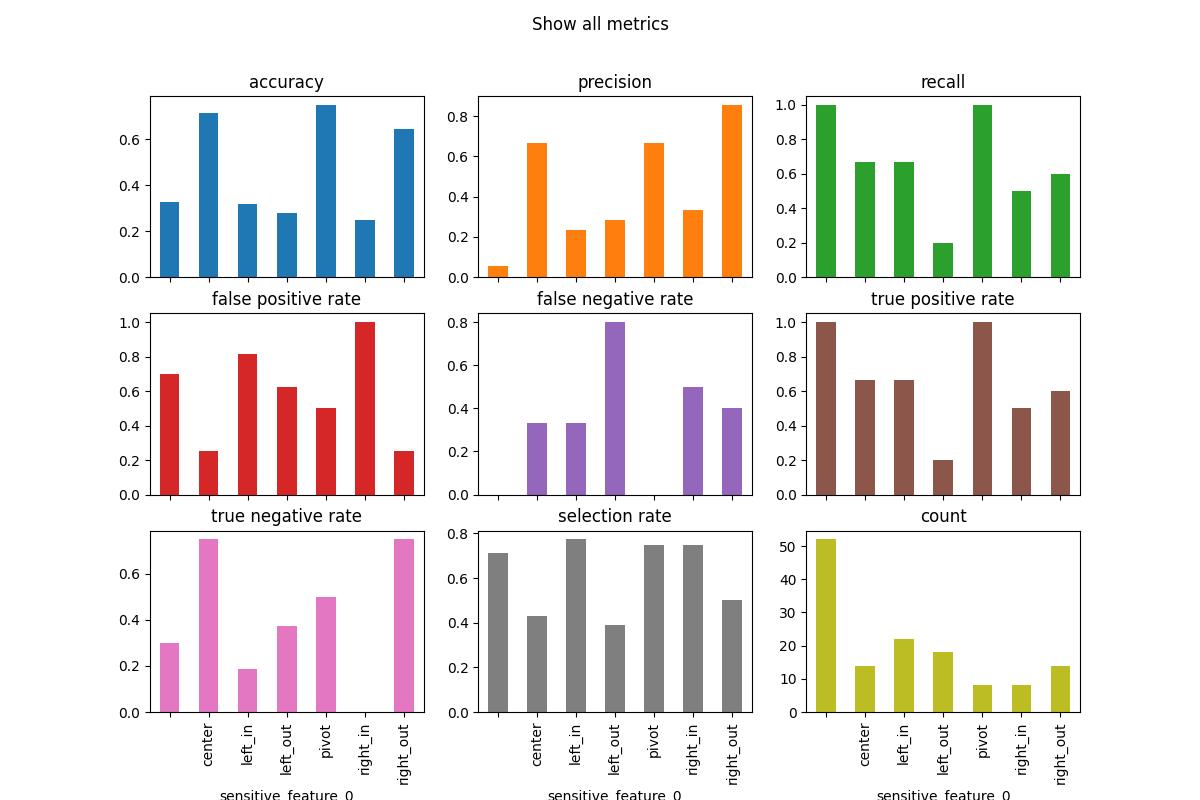 Show all metrics
accuracy
precision
recall
0.6
0.4
0.2
0.0
0.8
0.6
0.4
0.2
0.0
1.0
0.8
0.6
0.4
0.2
0.0
false positive rate
false negative rate
true positive rate
1.0
0.8
0.6
0.4
0.2
0.0
0.8
0.6
0.4
0.2
0.0
1.0
0.8
0.6
0.4
0.2
0.0
true negative rate
selection rate
count
0.6
0.4
0.2
0.0
0.8
0.6
0.4
0.2
0.0
50
40
30
20
10
0
center
left_in
left_out
pivot
right_in
right_out
center
left_in
left_out
pivot
right_in
right_out
center
left_in
left_out
pivot
right_in
right_out
sensitive_feature_0
sensitive_feature_0
sensitive_feature_0